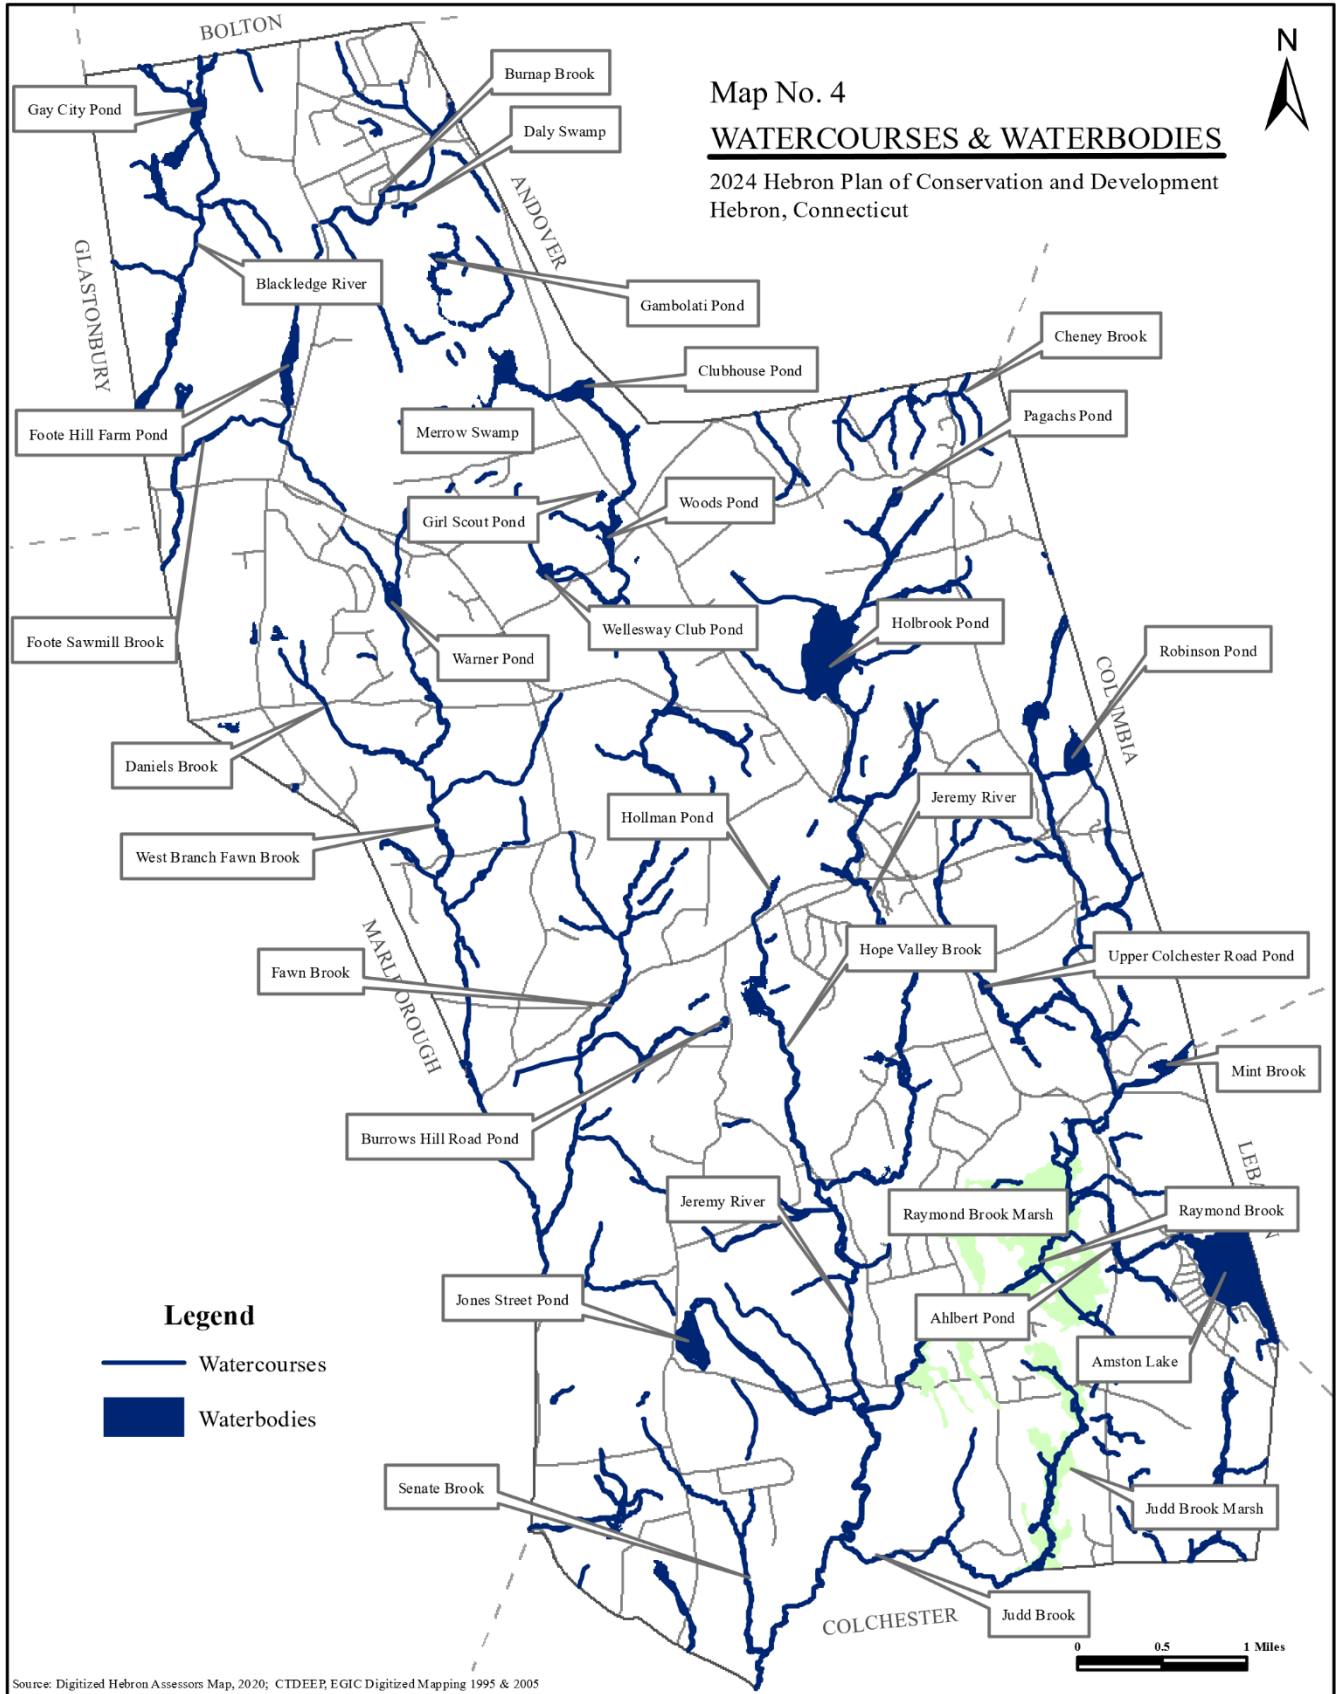 BOLTON
N
Burnap Brook
Map No. 4
Gay City Pond
Daly Swamp
WATERCOURSES & WATERBODIES
2024 Hebron Plan of Conservation and Development
Hebron, Connecticut
ANDOVER
GLASTONBURY
Blackledge River
Gambolati Pond
Cheney Brook
Clubhouse Pond
Pagachs Pond
Foote Hill Farm Pond
Merrow Swamp
Woods Pond
Girl Scout Pond
Holbrook Pond
Wellesway Club Pond
Foote Sawmill Brook
Robinson Pond
Warner Pond
COLUMBIA
Daniels Brook
Jeremy River
Hollman Pond
West Branch Fawn Brook
MARLBOROUGH
Hope Valley Brook
Upper Colchester Road Pond
Fawn Brook
Mint Brook
Burrows Hill Road Pond
Jeremy River
Raymond Brook Marsh
Raymond Brook
Jones Street Pond
Legend
Ahlbert Pond
Watercourses
Amston Lake
Waterbodies
Senate Brook
Judd Brook Marsh
Judd Brook
COLCHESTER
0 0.5 1 Miles
Source: Digitized Hebron Assessors Map, 2020; CTDEEP, EGIC Digitized Mapping 1995 & 2005